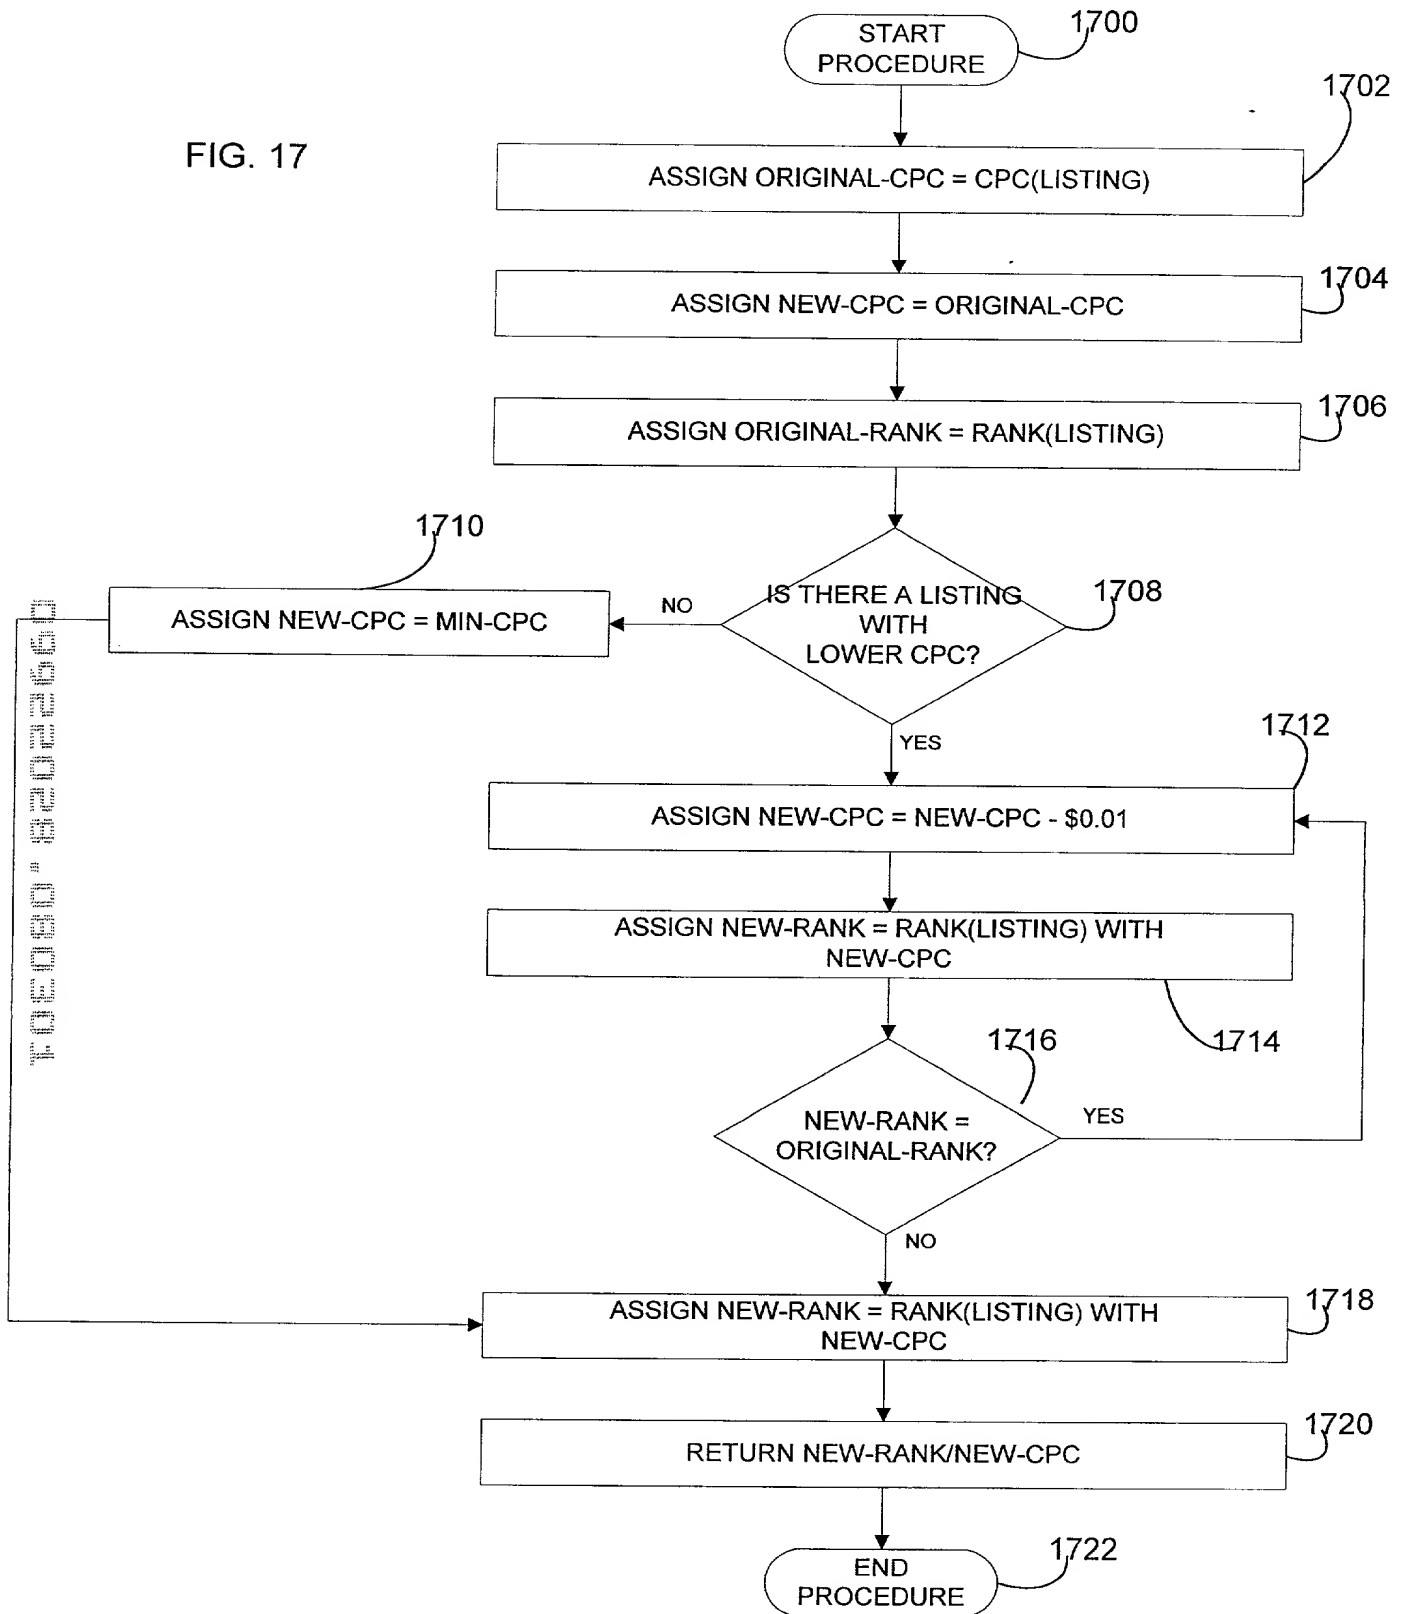 START
PROCEDURE
1700
1702
FIG. 17
ASSIGN ORIGINAL-CPC = CPC(LISTING)
1704
ASSIGN NEW-CPC = ORIGINAL-CPC
1706
ASSIGN ORIGINAL-RANK = RANK(LISTING)
1710
ASSIGN NEW-CPC = MIN-CPC
NO
IS THERE A LISTING
WITH
LOWER CPC?
1708
YES
1712
ASSIGN NEW-CPC = NEW-CPC - $0.01
ASSIGN NEW-RANK = RANK(LISTING) WITH
NEW-CPC
1714
1716
NEW-RANK =
ORIGINAL-RANK?
YES
NO
ASSIGN NEW-RANK = RANK(LISTING) WITH
NEW-CPC
1718
RETURN NEW-RANK/NEW-CPC
1720
END
PROCEDURE
1722